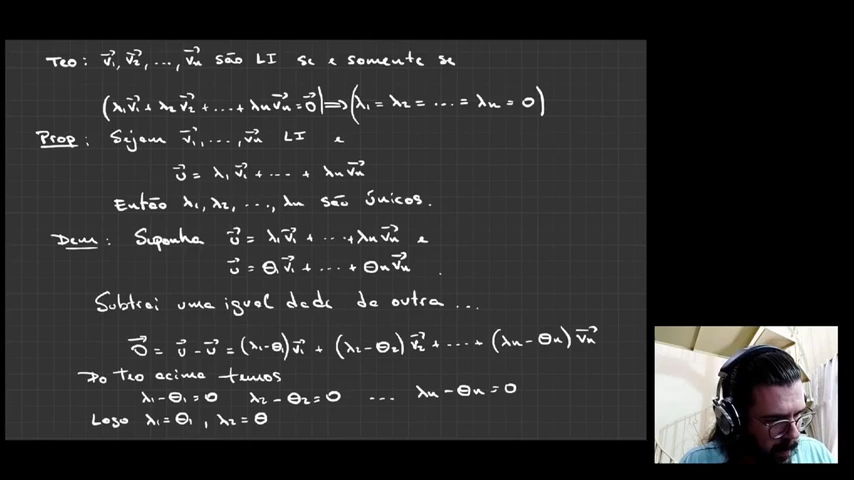 Teo: v⃗₁, v⃗₂, ..., v⃗ₙ são LI se e somente se
(λ₁v⃗₁ + λ₂v⃗₂ + ... + λₙv⃗ₙ = 0⃗) ⟹ (λ₁ = λ₂ = ... = λₙ = 0)
Prop: Sejam v⃗₁, ..., v⃗ₙ LI e
u⃗ = λ₁v⃗₁ + ... + λₙv⃗ₙ
Então λ₁, λ₂, ..., λₙ são únicos.
Dem: Suponha u⃗ = λ₁v⃗₁ + ... + λₙv⃗ₙ e
u⃗ = θ₁v⃗₁ + ... + θₙv⃗ₙ.
Subtrai uma igualdade da outra ...
0⃗ = u⃗ - u⃗ = (λ₁-θ₁)v⃗₁ + (λ₂-θ₂)v⃗₂ + ... + (λₙ-θₙ)v⃗ₙ
Do teo acima temos
λ₁-θ₁=0 λ₂-θ₂=0 ... λₙ-θₙ=0
Logo λ₁=θ₁, λ₂=θ